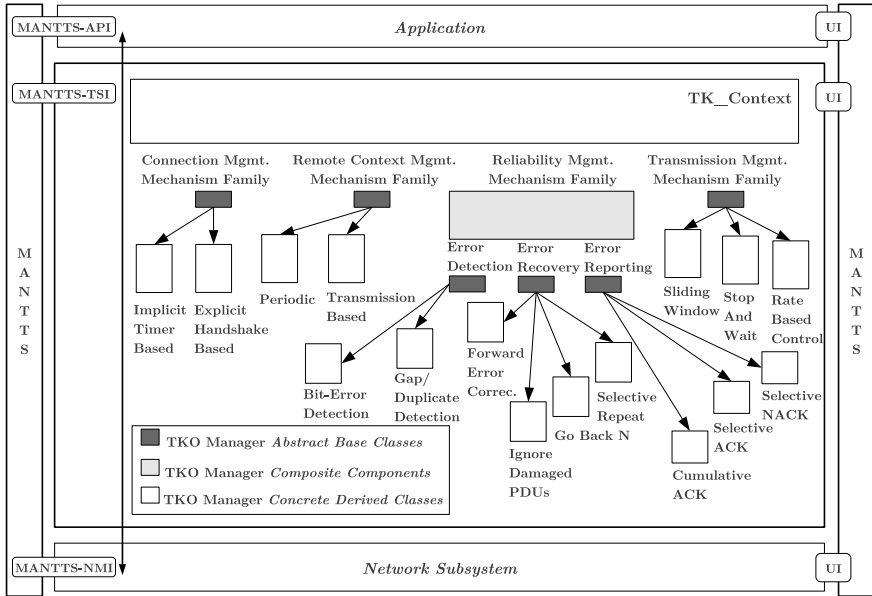 MANTTS-API
Application
UI
MANTTS-TSI
UI
TK_Context
Connection Mgmt.
Mechanism Family
Remote Context Mgmt.
Mechanism Family
Reliability Mgmt.
Mechanism Family
Transmission Mgmt.
Mechanism Family
M
A
N
T
T
S
Implicit
Timer
Based
Explicit
Handshake
Based
Periodic
Transmission
Based
Error
Detection
Error
Recovery
Error
Reporting
Sliding
Window
Stop
And
Wait
Rate
Based
Control
M
A
N
T
T
S
Bit-Error
Detection
Gap/
Duplicate
Detection
Forward
Error
Correc.
Ignore
Damaged
PDUs
Go Back N
Selective
Repeat
Cumulative
ACK
Selective
ACK
Selective
NACK
TKO Manager Abstract Base Classes
TKO Manager Composite Components
TKO Manager Concrete Derived Classes
MANTTS-NMI
Network Subsystem
UI